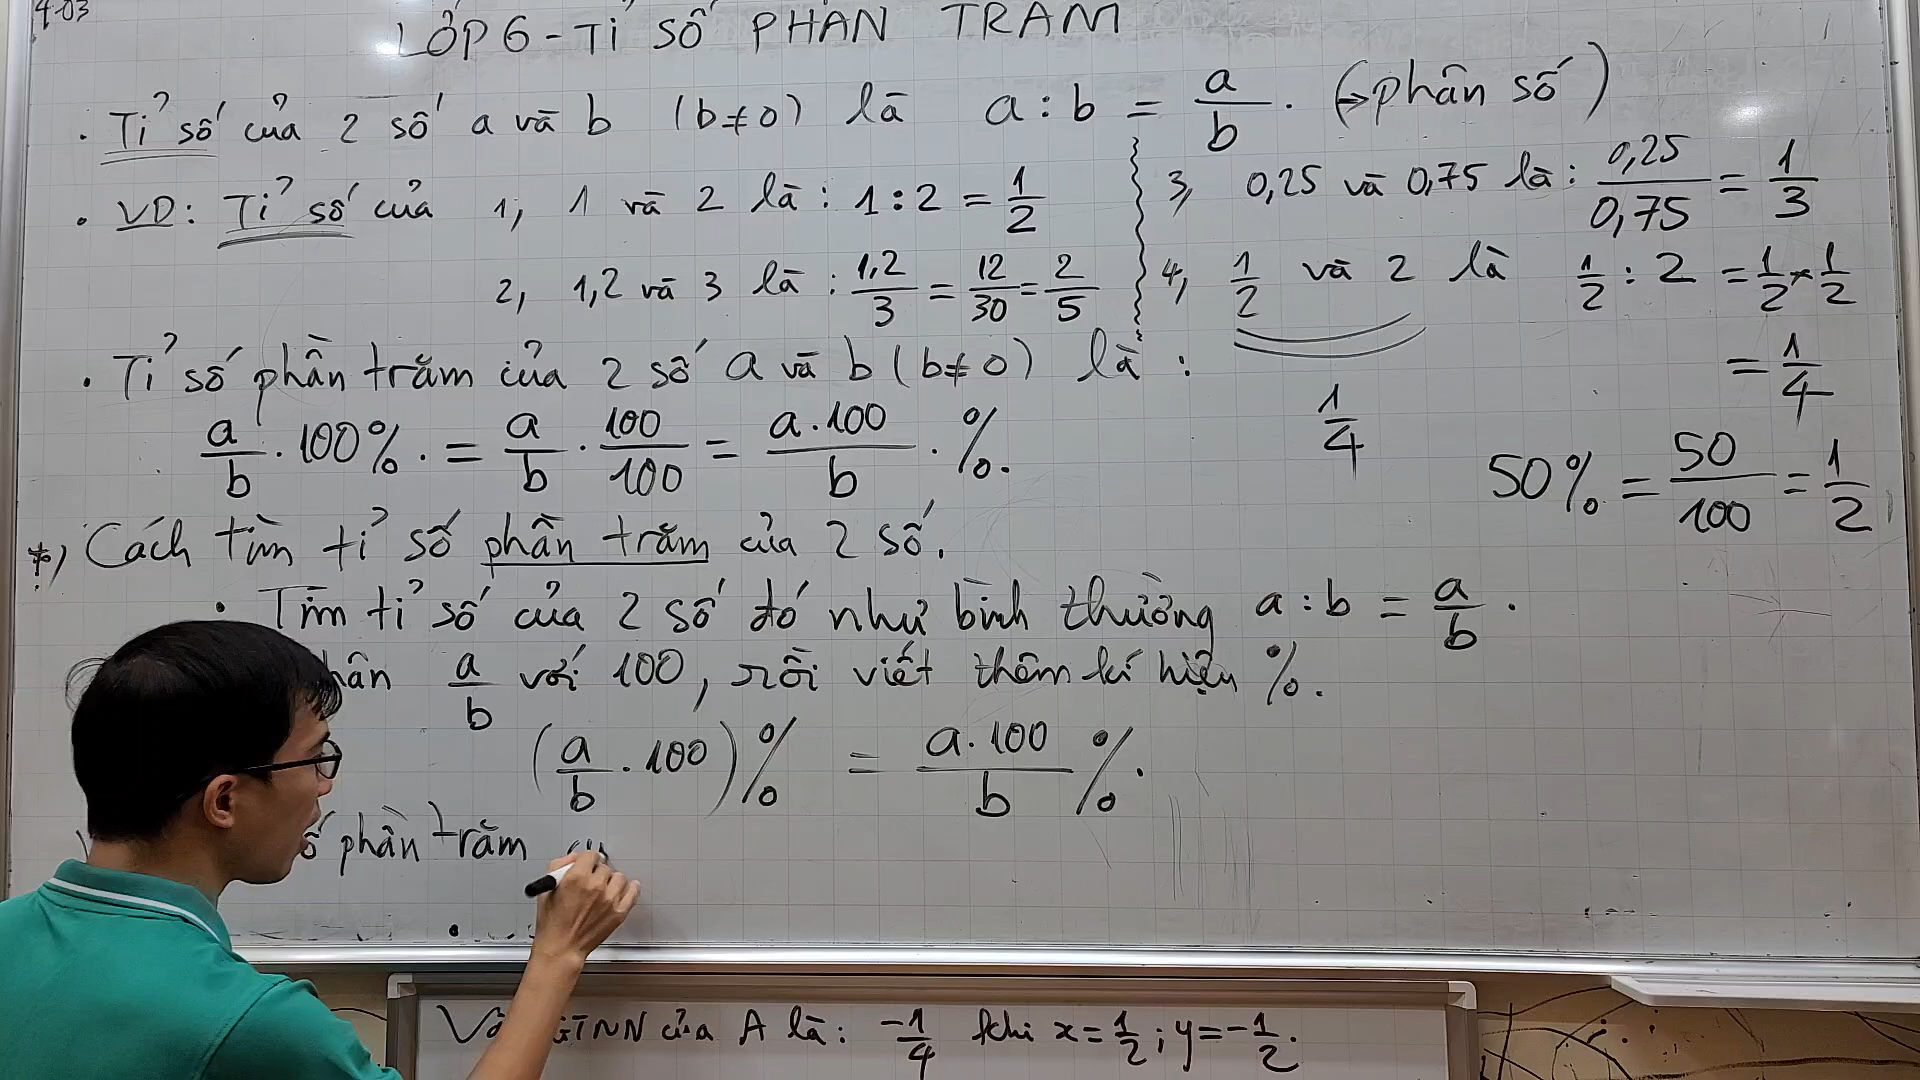 4-03
LỚP 6 - TỈ SỐ PHẦN TRĂM
. Tỉ số của 2 số a và b (b≠0) là a : b = a/b . (→phân số)
. VD: Tỉ số của 1, 1 và 2 là : 1 : 2 = 1/2
3, 0,25 và 0,75 là : 0,25/0,75 = 1/3
2, 1,2 và 3 là : 1,2/3 = 12/30 = 2/5
4, 1/2 và 2 là 1/2 : 2 = 1/2 × 1/2
= 1/4
. Tỉ số phần trăm của 2 số a và b (b≠0) là :
1/4
a/b . 100% . = a/b . 100/100 = a.100/b . %.
50% = 50/100 = 1/2
*) Cách tìm tỉ số phần trăm của 2 số.
. Tìm tỉ số của 2 số đó như bình thường a : b = a/b .
hân a/b với 100, rồi viết thêm kí hiệu %.
(a/b . 100)% = a.100/b %.
ố phần trăm
GTNN của A là : -1/4 khi x = 1/2 ; y = -1/2 .